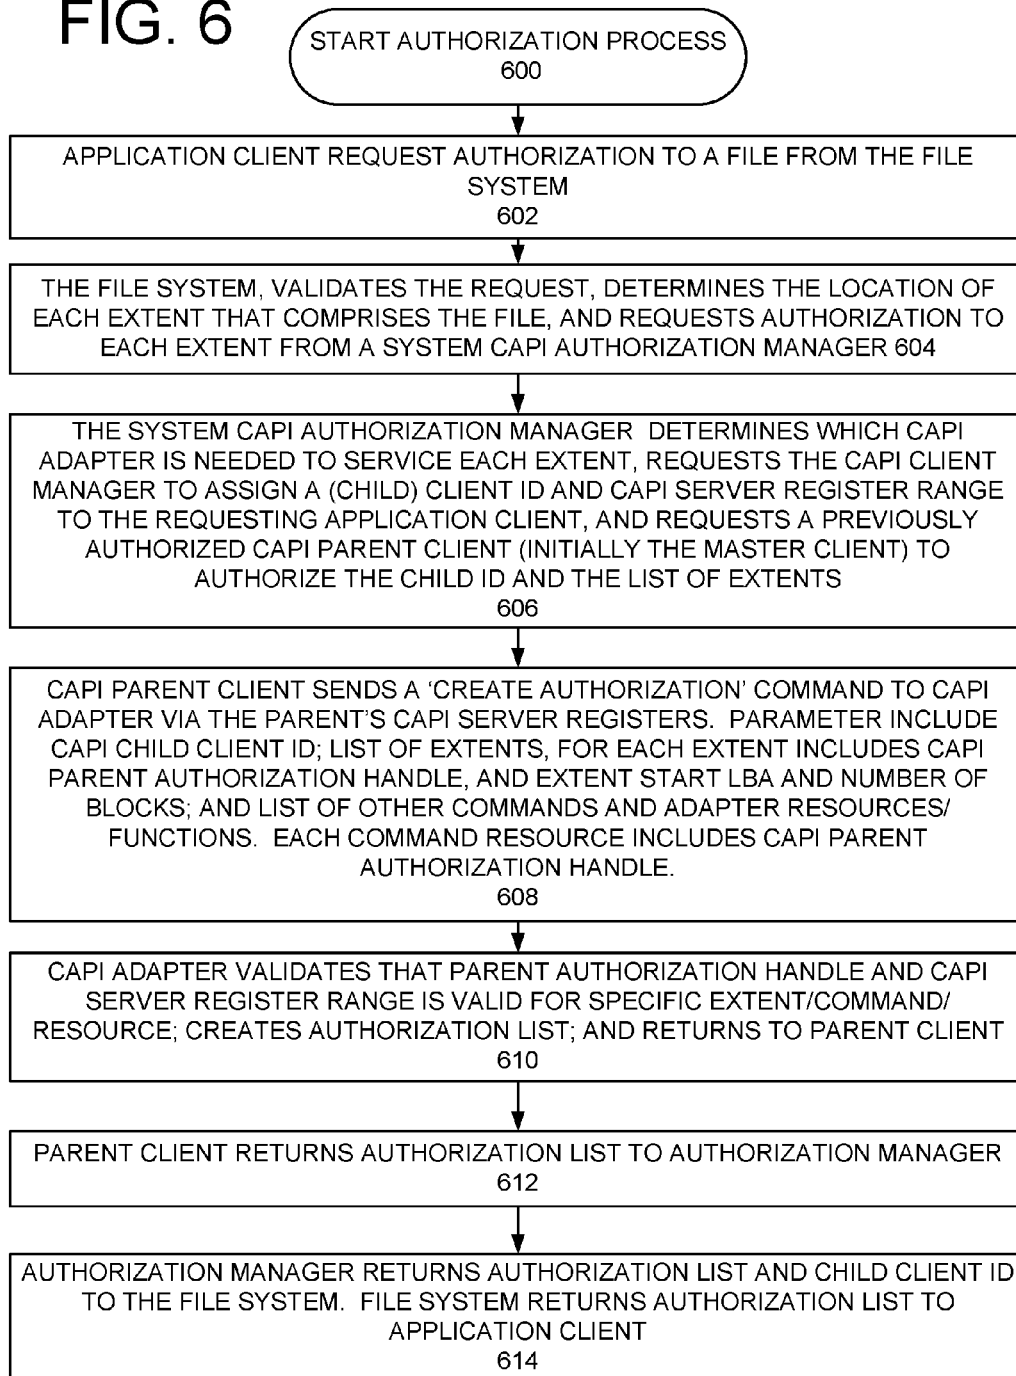 FIG. 6
START AUTHORIZATION PROCESS
600
APPLICATION CLIENT REQUEST AUTHORIZATION TO A FILE FROM THE FILE
SYSTEM
602
THE FILE SYSTEM, VALIDATES THE REQUEST, DETERMINES THE LOCATION OF
EACH EXTENT THAT COMPRISES THE FILE, AND REQUESTS AUTHORIZATION TO
EACH EXTENT FROM A SYSTEM CAPI AUTHORIZATION MANAGER 604
THE SYSTEM CAPI AUTHORIZATION MANAGER DETERMINES WHICH CAPI
ADAPTER IS NEEDED TO SERVICE EACH EXTENT, REQUESTS THE CAPI CLIENT
MANAGER TO ASSIGN A (CHILD) CLIENT ID AND CAPI SERVER REGISTER RANGE
TO THE REQUESTING APPLICATION CLIENT, AND REQUESTS A PREVIOUSLY
AUTHORIZED CAPI PARENT CLIENT (INITIALLY THE MASTER CLIENT) TO
AUTHORIZE THE CHILD ID AND THE LIST OF EXTENTS
606
CAPI PARENT CLIENT SENDS A ‘CREATE AUTHORIZATION’ COMMAND TO CAPI
ADAPTER VIA THE PARENT'S CAPI SERVER REGISTERS. PARAMETER INCLUDE
CAPI CHILD CLIENT ID; LIST OF EXTENTS, FOR EACH EXTENT INCLUDES CAPI
PARENT AUTHORIZATION HANDLE, AND EXTENT START LBA AND NUMBER OF
BLOCKS; AND LIST OF OTHER COMMANDS AND ADAPTER RESOURCES/
FUNCTIONS. EACH COMMAND RESOURCE INCLUDES CAPI PARENT
AUTHORIZATION HANDLE.
608
CAPI ADAPTER VALIDATES THAT PARENT AUTHORIZATION HANDLE AND CAPI
SERVER REGISTER RANGE IS VALID FOR SPECIFIC EXTENT/COMMAND/
RESOURCE; CREATES AUTHORIZATION LIST; AND RETURNS TO PARENT CLIENT
610
PARENT CLIENT RETURNS AUTHORIZATION LIST TO AUTHORIZATION MANAGER
612
AUTHORIZATION MANAGER RETURNS AUTHORIZATION LIST AND CHILD CLIENT ID
TO THE FILE SYSTEM. FILE SYSTEM RETURNS AUTHORIZATION LIST TO
APPLICATION CLIENT
614